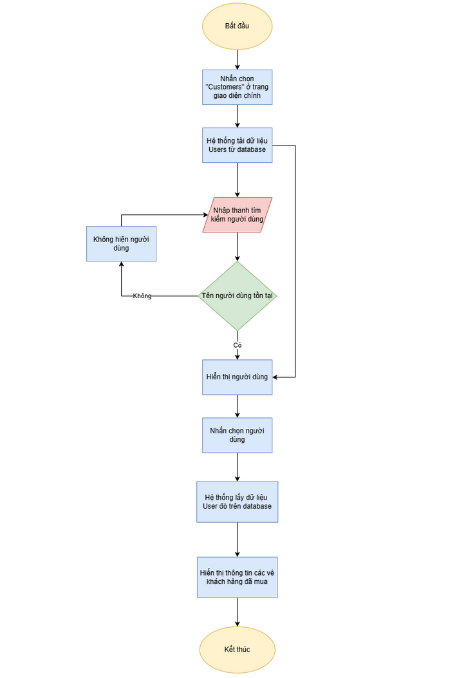 Bắt đầu
Nhấn chọn
"Customers" ở trang
giao diện chính
Hệ thống tải dữ liệu
Users từ database
Nhập thanh tìm
kiếm người dùng
Không hiện người
dùng
Không
Tên người dùng tồn tại
Có
Hiển thị người dùng
Nhấn chọn người
dùng
Hệ thống lấy dữ liệu
User đó trên database
Hiển thị thông tin các vé
khách hàng đã mua
Kết thúc